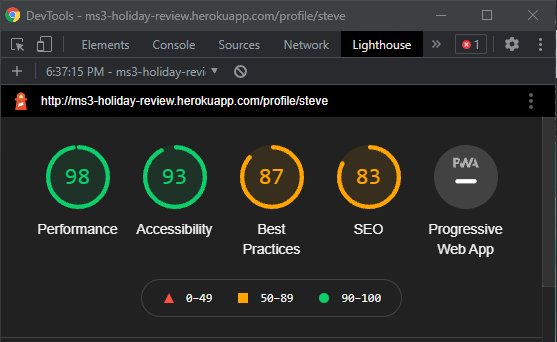 DevTools - ms3-holiday-review.herokuapp.com/profile/steve
Elements Console Sources Network Lighthouse » 1
+ 6:37:15 PM - ms3-holiday-revi
http://ms3-holiday-review.herokuapp.com/profile/steve
98 93 87 83 PWA
Performance Accessibility Best Practices SEO Progressive Web App
0–49 50–89 90–100